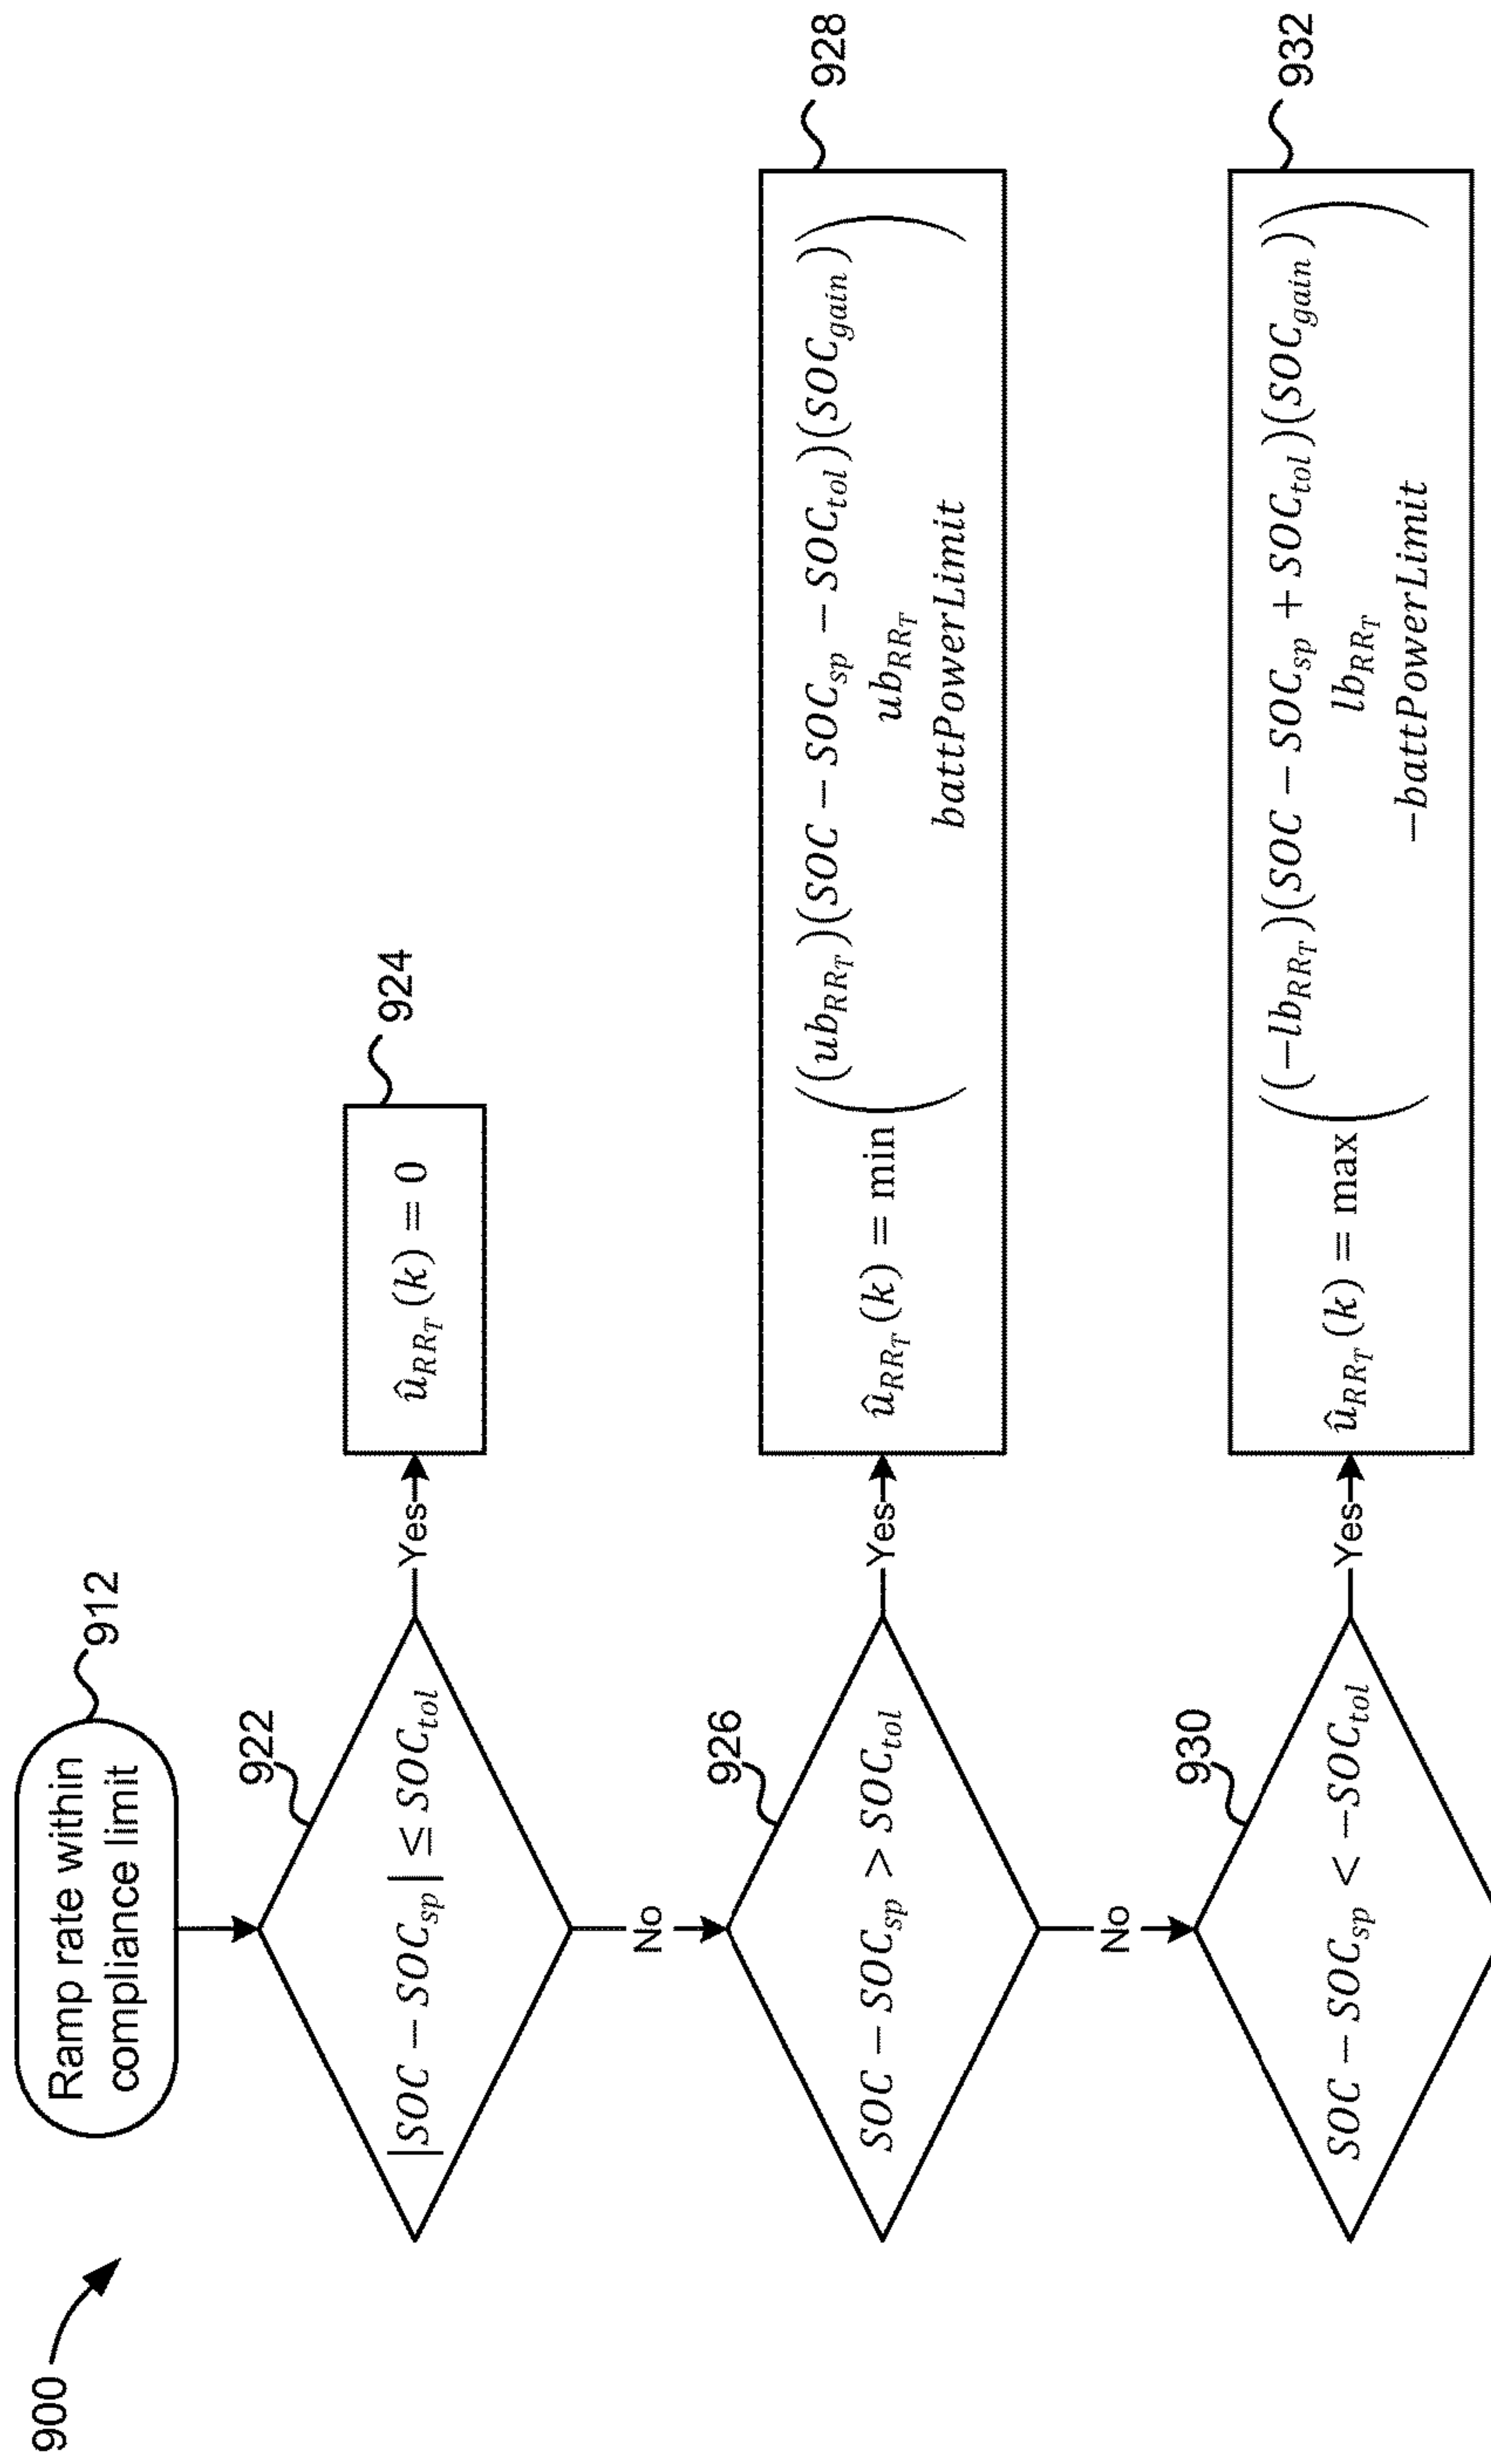 900
Ramp rate within
compliance limit
912
922
|SOC − SOC_sp| ≤ SOC_tol
Yes
924
û_RR_T(k) = 0
No
926
SOC − SOC_sp > SOC_tol
Yes
928
û_RR_T(k) = min
((ub_RR_T)(SOC − SOC_sp − SOC_tol)(SOC_gain)
ub_RR_T
battPowerLimit)
No
930
SOC − SOC_sp < −SOC_tol
Yes
932
û_RR_T(k) = max
((−lb_RR_T)(SOC − SOC_sp + SOC_tol)(SOC_gain)
lb_RR_T
−battPowerLimit)